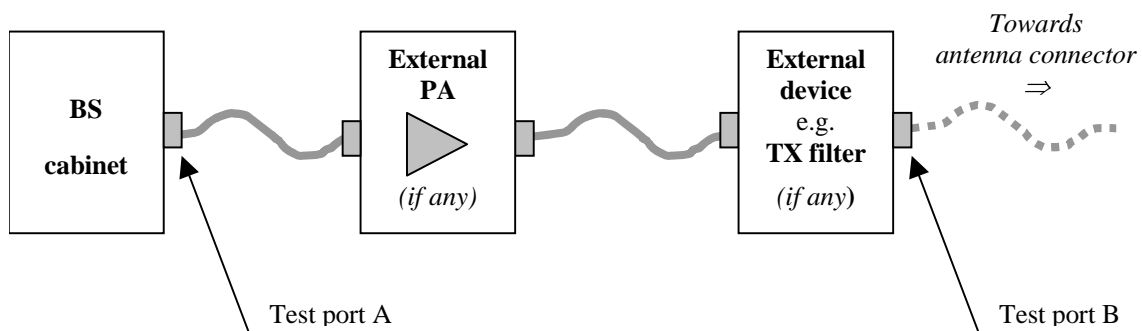 BS
cabinet
External
PA
(if any)
External
device
e.g.
TX filter
(if any)
Towards
antenna connector
⇒
Test port A
Test port B